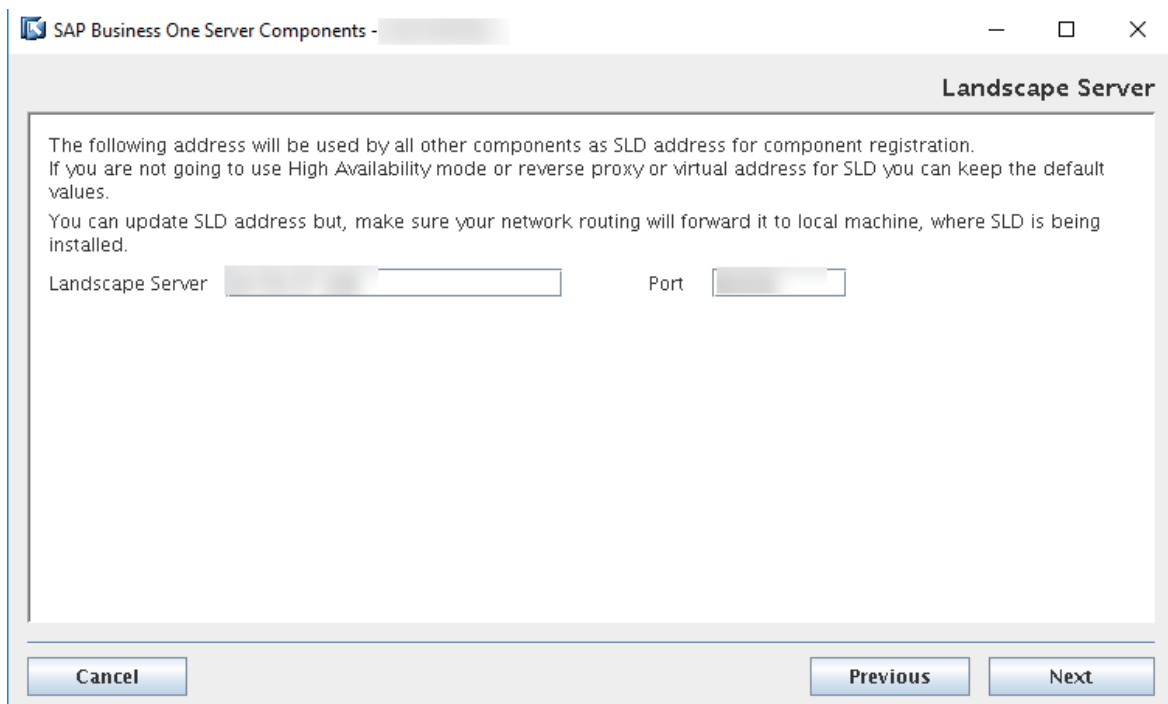 SAP Business One Server Components -
Landscape Server
The following address will be used by all other components as SLD address for component registration.
If you are not going to use High Availability mode or reverse proxy or virtual address for SLD you can keep the default
values.
You can update SLD address but, make sure your network routing will forward it to local machine, where SLD is being
installed.
Landscape Server Port
Cancel Previous Next